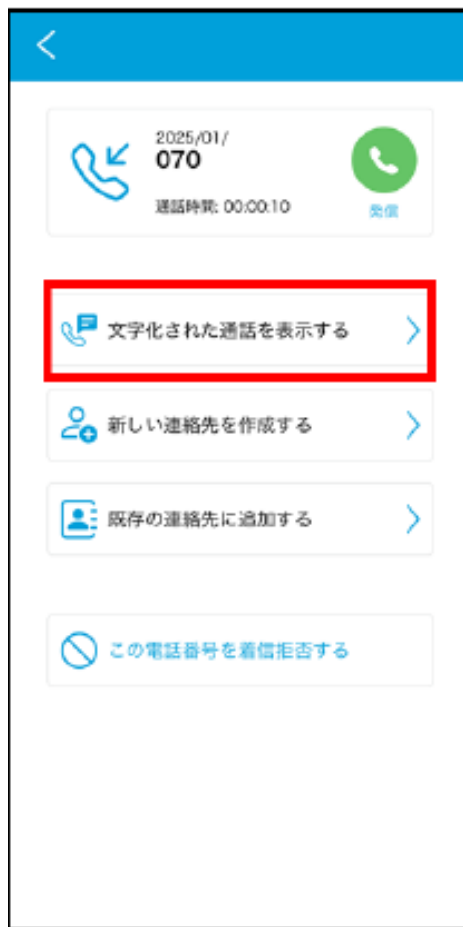 2025/01/
070
通話時間: 00:00:10
発信
文字化された通話を表示する
新しい連絡先を作成する
既存の連絡先に追加する
この電話番号を着信拒否する